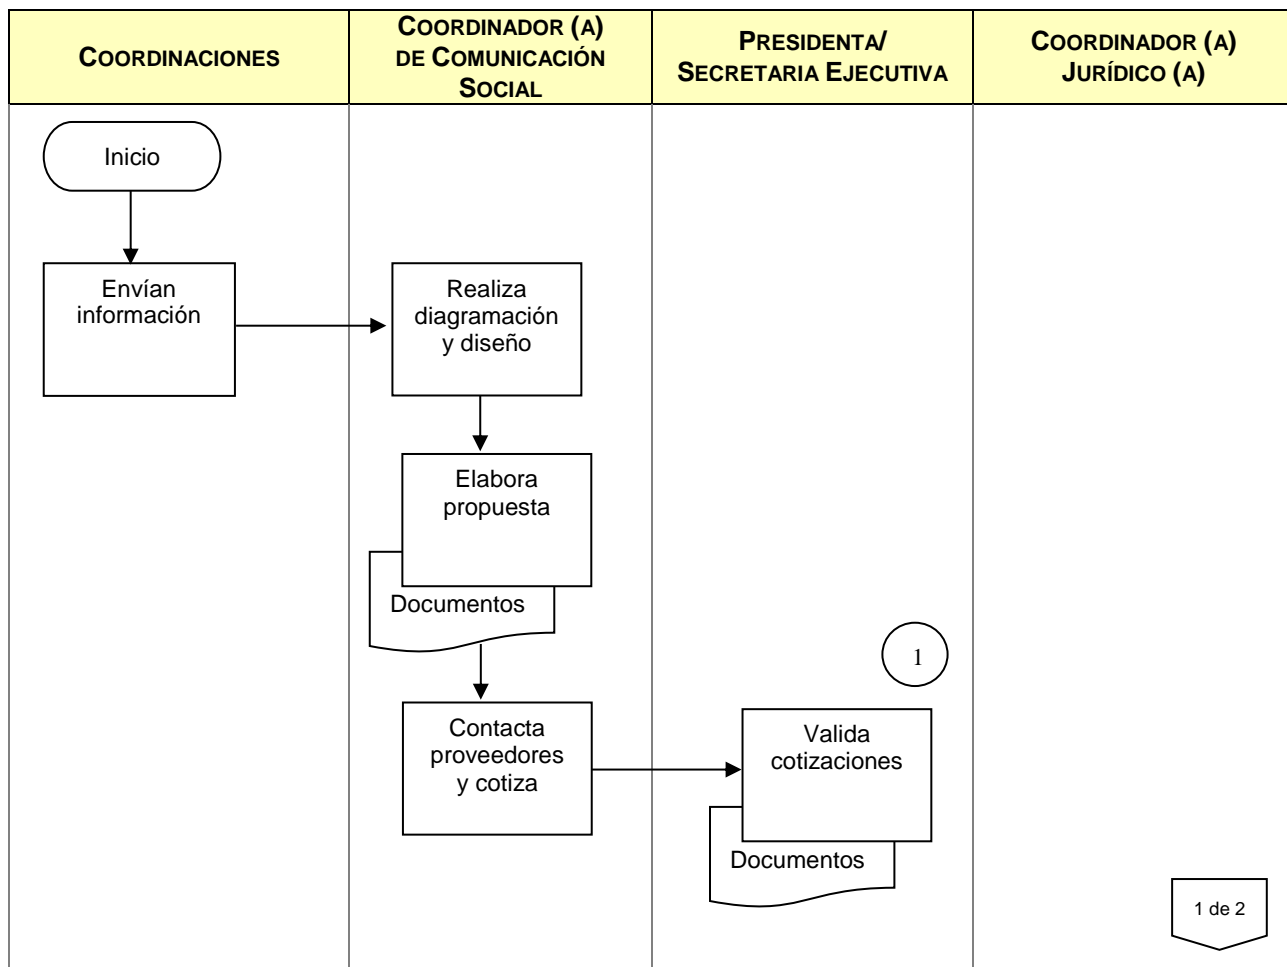 COORDINACIONES
COORDINADOR (A)
DE COMUNICACIÓN
SOCIAL
PRESIDENTA/
SECRETARIA EJECUTIVA
COORDINADOR (A)
JURÍDICO (A)
Inicio
Envían
información
Realiza
diagramación
y diseño
Elabora
propuesta
Documentos
1
Contacta
proveedores
y cotiza
Valida
cotizaciones
Documentos
1 de 2